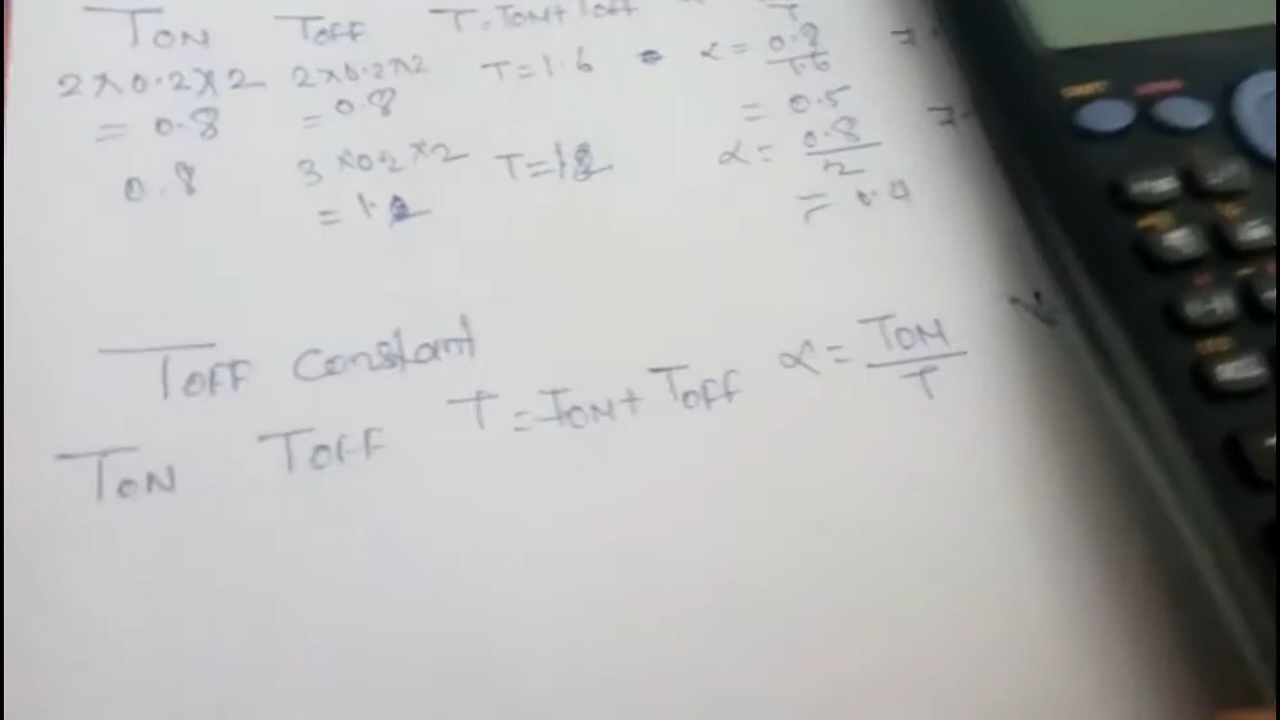 TON TOFF T=TON+Toff T
2×0.2×2 2×0.2×2 T=1.6 α=0.8/1.6
=0.8 =0.8 =0.5
0.8 3×0.2×2 α=0.8/2
=1.2
TOFF Constant
TON TOFF T=TON+TOFF α=TON/T